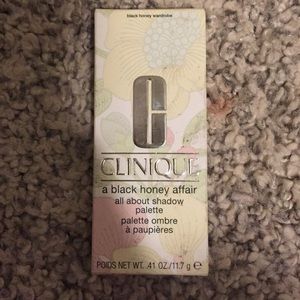 black honey wardrobe
C
CLINIQUE
a black honey affair
all about shadow
palette
palette ombre
à paupières
POIDS NET WT. .41 OZ./11.7 g ℮